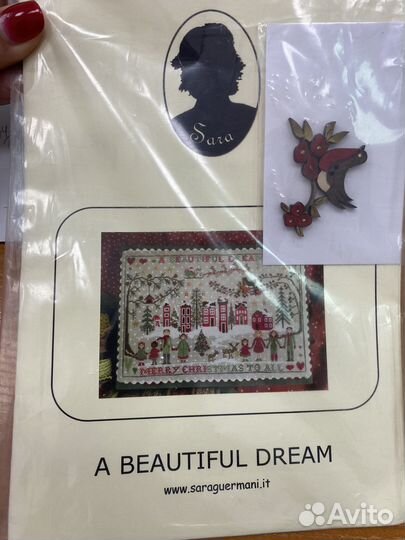 Sara
A BEAUTIFUL DREAM
MERRY CHRISTMAS TO ALL
A BEAUTIFUL DREAM
www.saraguermani.it
Avito